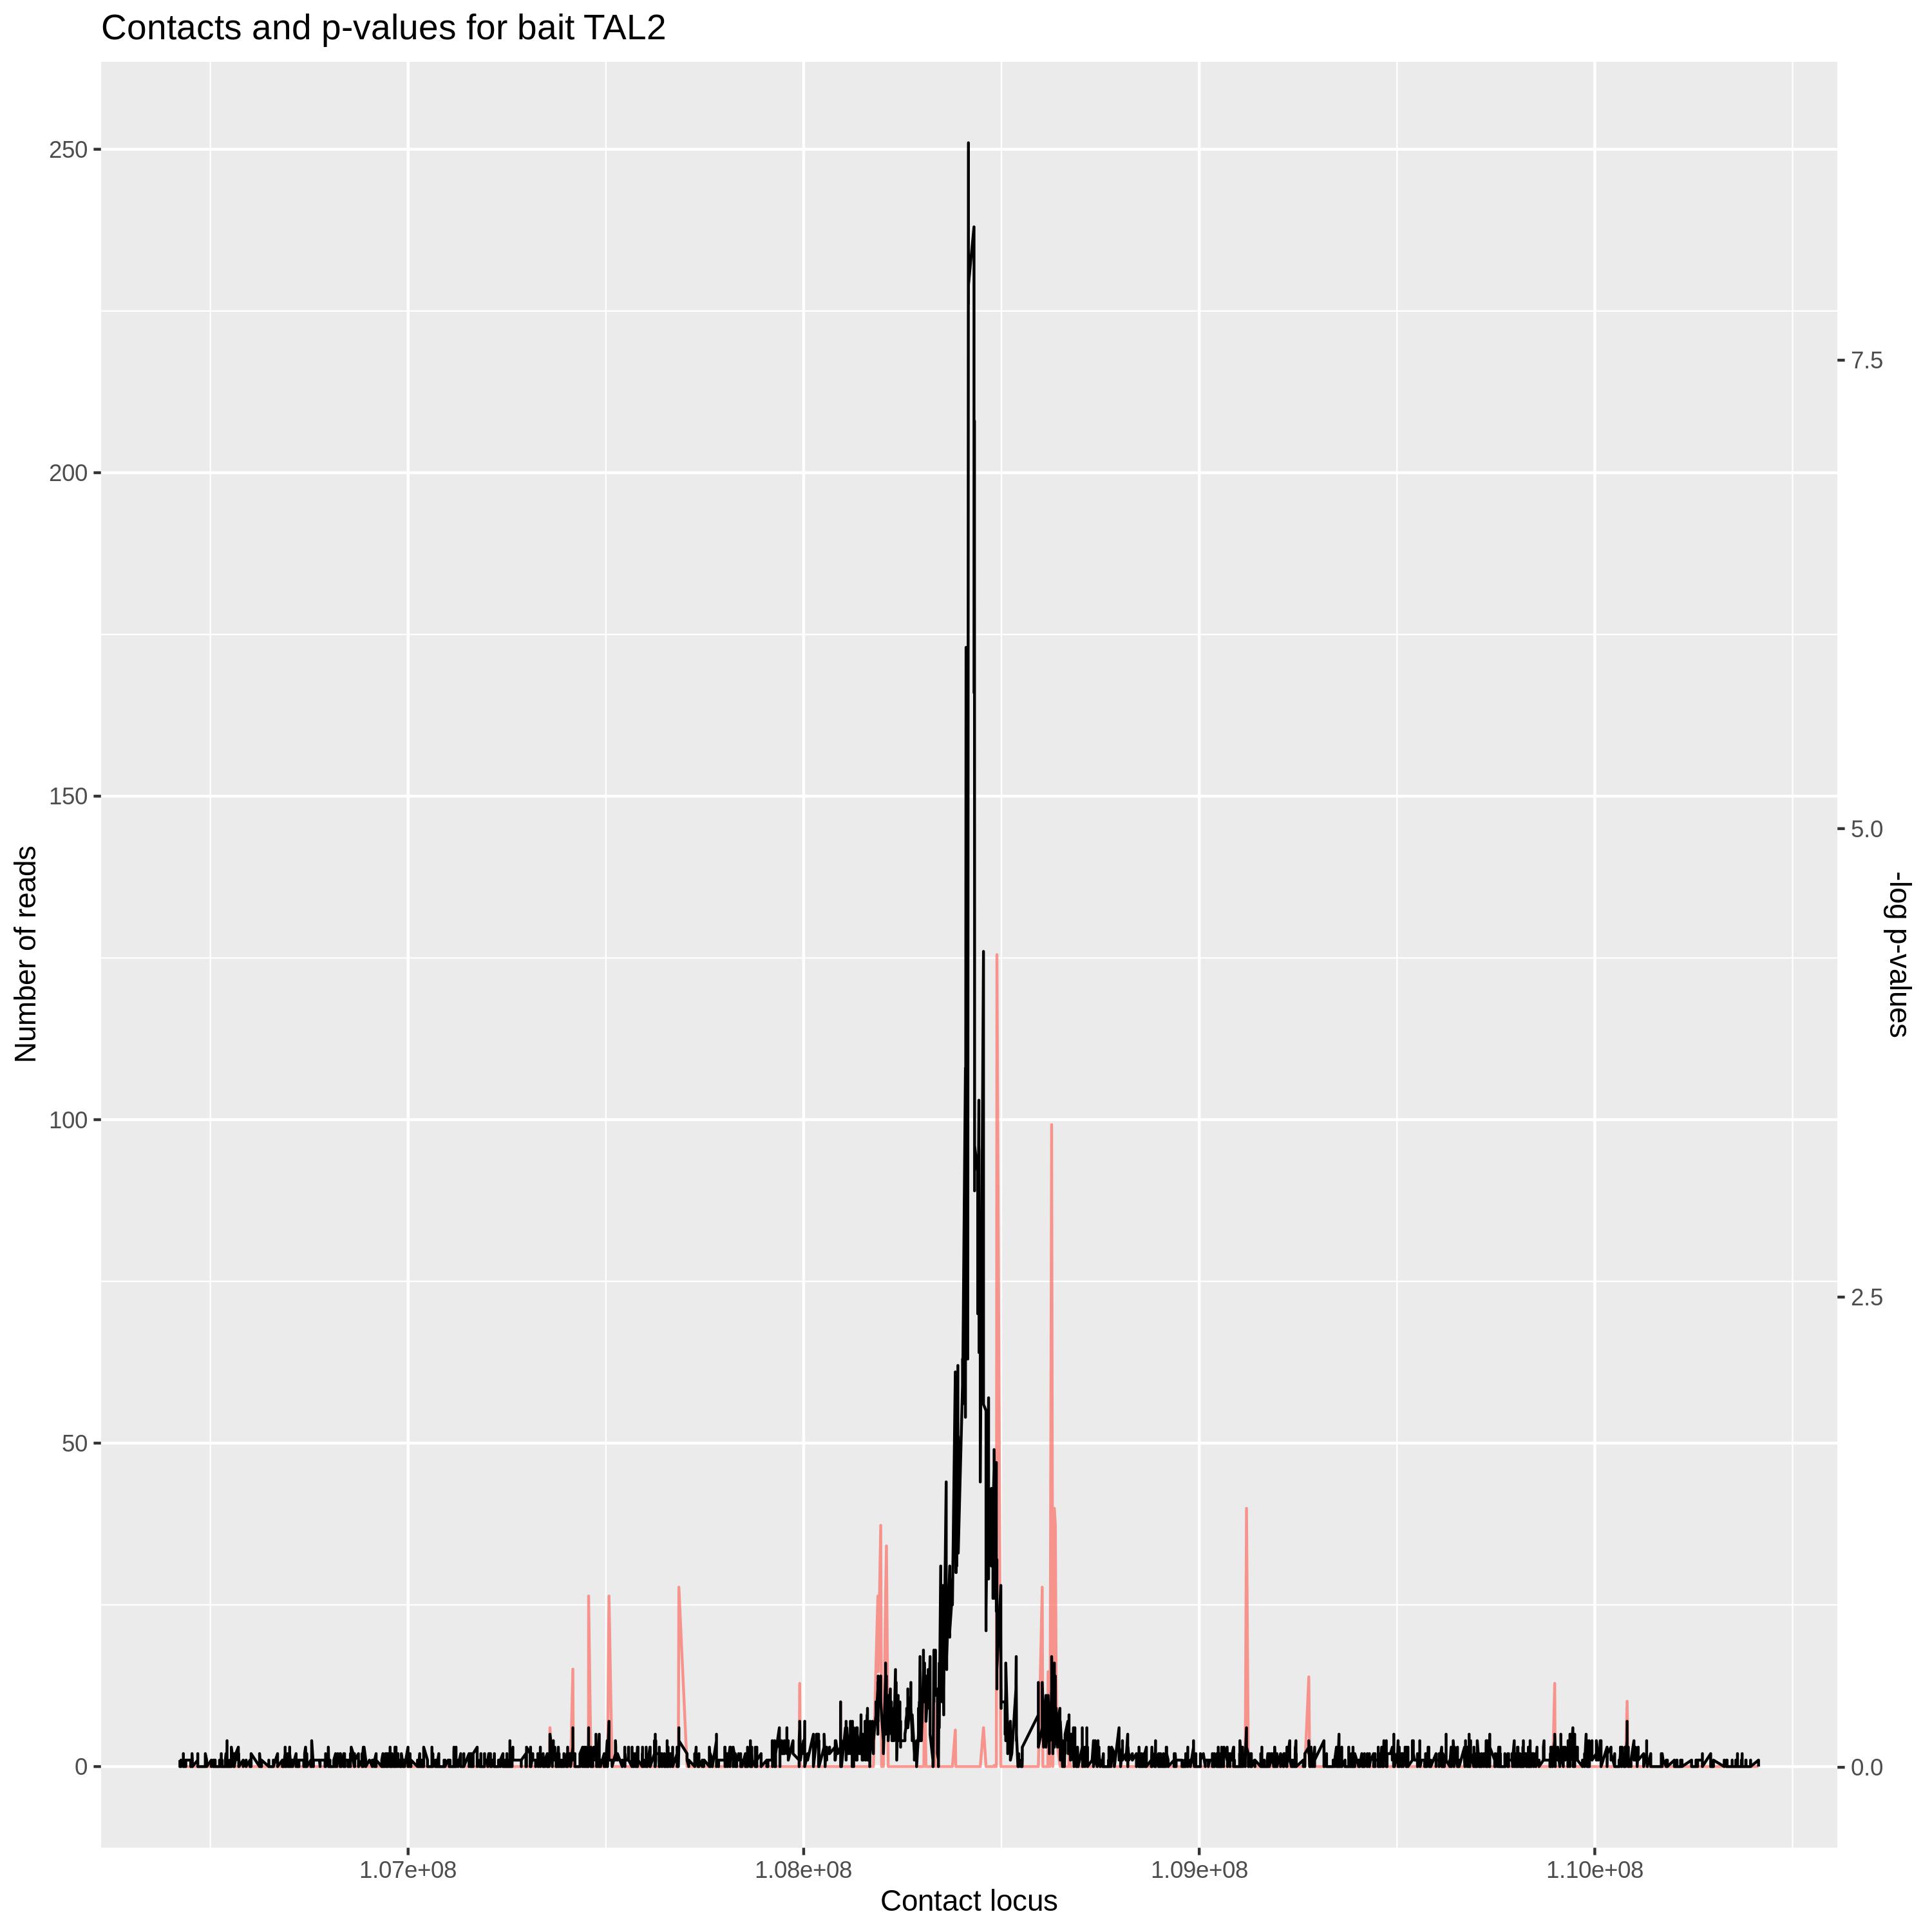 Contacts and p-values for bait TAL2
250
200
150
100
50
0
Number of reads
7.5
5.0
2.5
0.0
-log p-values
1.07e+08
1.08e+08
1.09e+08
1.10e+08
Contact locus